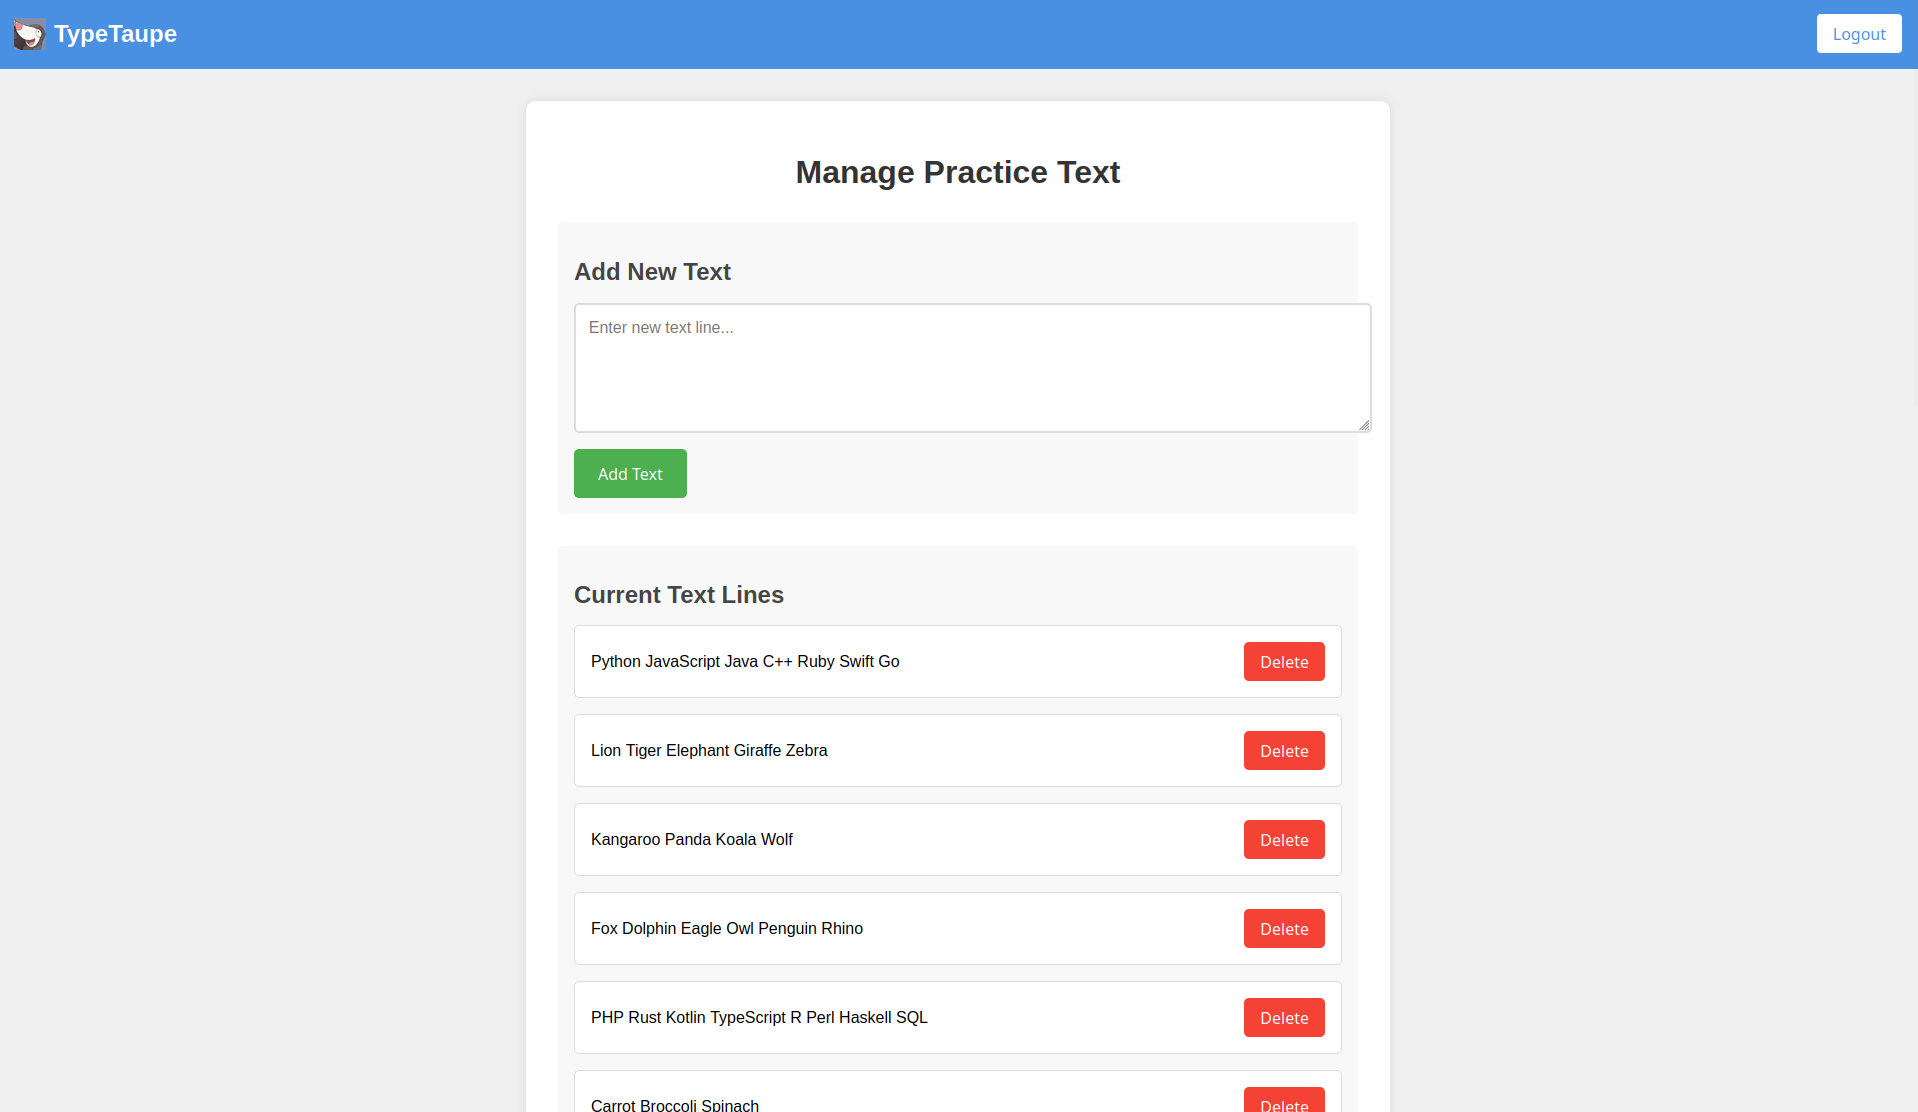 TypeTaupe
Logout
Manage Practice Text
Add New Text
Enter new text line...
Add Text
Current Text Lines
Python JavaScript Java C++ Ruby Swift Go
Delete
Lion Tiger Elephant Giraffe Zebra
Delete
Kangaroo Panda Koala Wolf
Delete
Fox Dolphin Eagle Owl Penguin Rhino
Delete
PHP Rust Kotlin TypeScript R Perl Haskell SQL
Delete
Carrot Broccoli Spinach
Delete